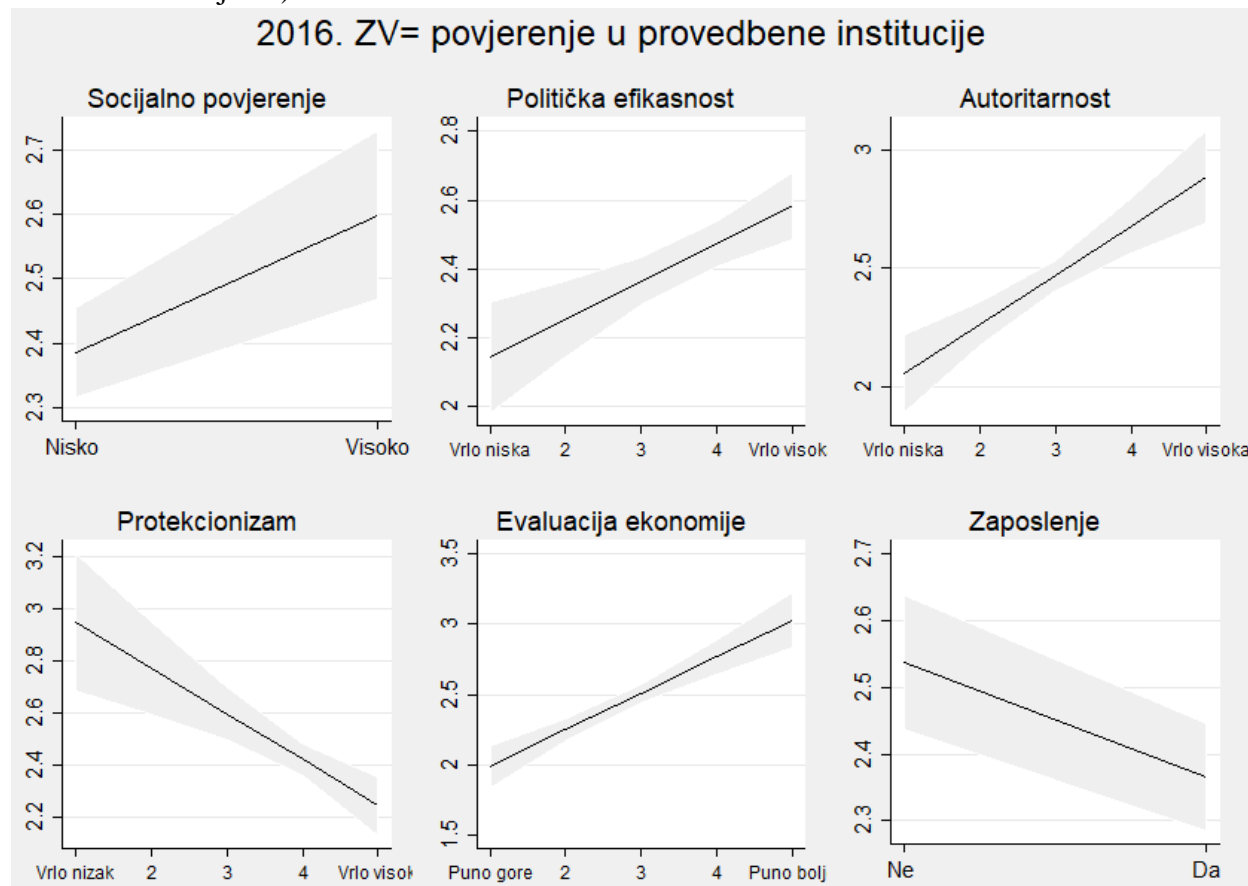 2016. ZV= povjerenje u provedbene institucije
Socijalno povjerenje
2.7
2.6
2.5
2.4
2.3
Nisko Visoko
Politička efikasnost
2.8
2.6
2.4
2.2
2
Vrlo niska 2 3 4 Vrlo visok
Autoritarnost
3
2.5
2
Vrlo niska 2 3 4 Vrlo visoka
Protekcionizam
3.2
3
2.8
2.6
2.4
2.2
Vrlo nizak 2 3 4 Vrlo visok
Evaluacija ekonomije
3.5
3
2.5
2
1.5
Puno gore 2 3 4 Puno bolj
Zaposlenje
2.7
2.6
2.5
2.4
2.3
Ne Da